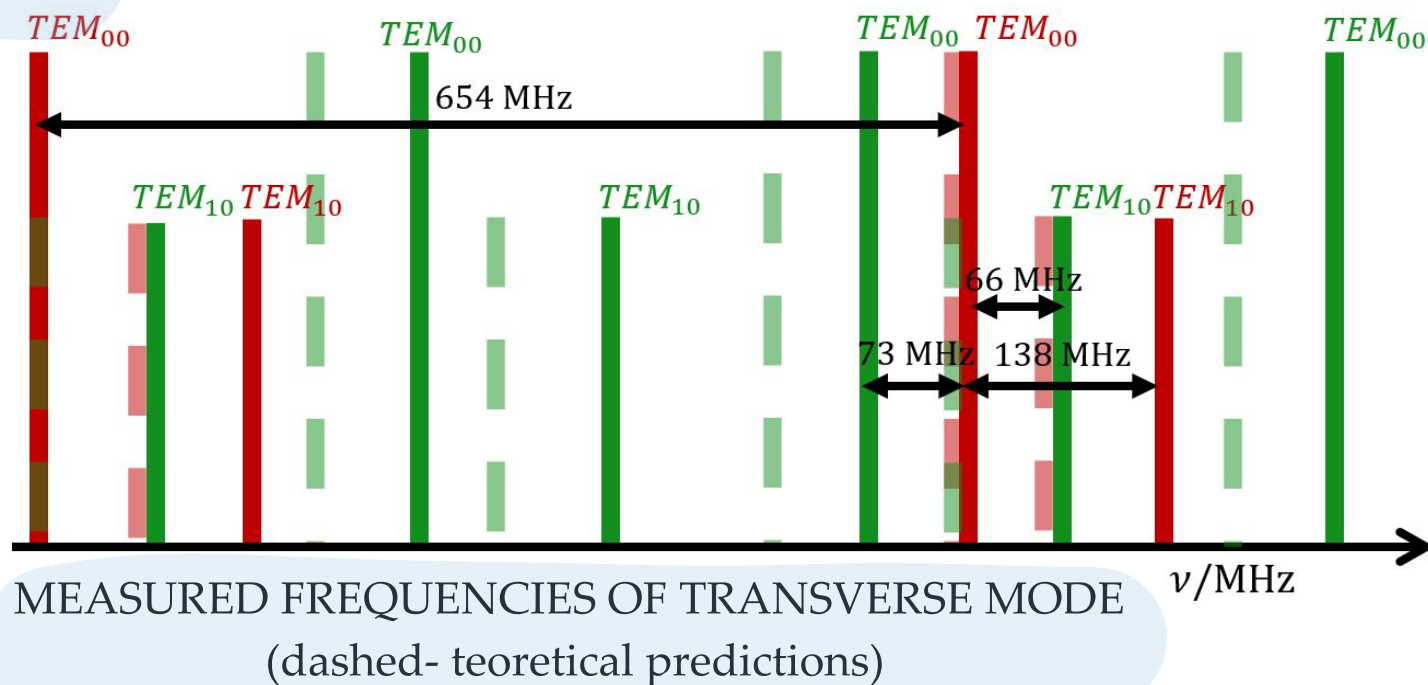 TEM₀₀ TEM₀₀ TEM₀₀ TEM₀₀ TEM₀₀
654 MHz
TEM₁₀ TEM₁₀ TEM₁₀ TEM₁₀ TEM₁₀
66 MHz
73 MHz 138 MHz
ν/MHz
MEASURED FREQUENCIES OF TRANSVERSE MODE
(dashed- teoretical predictions)